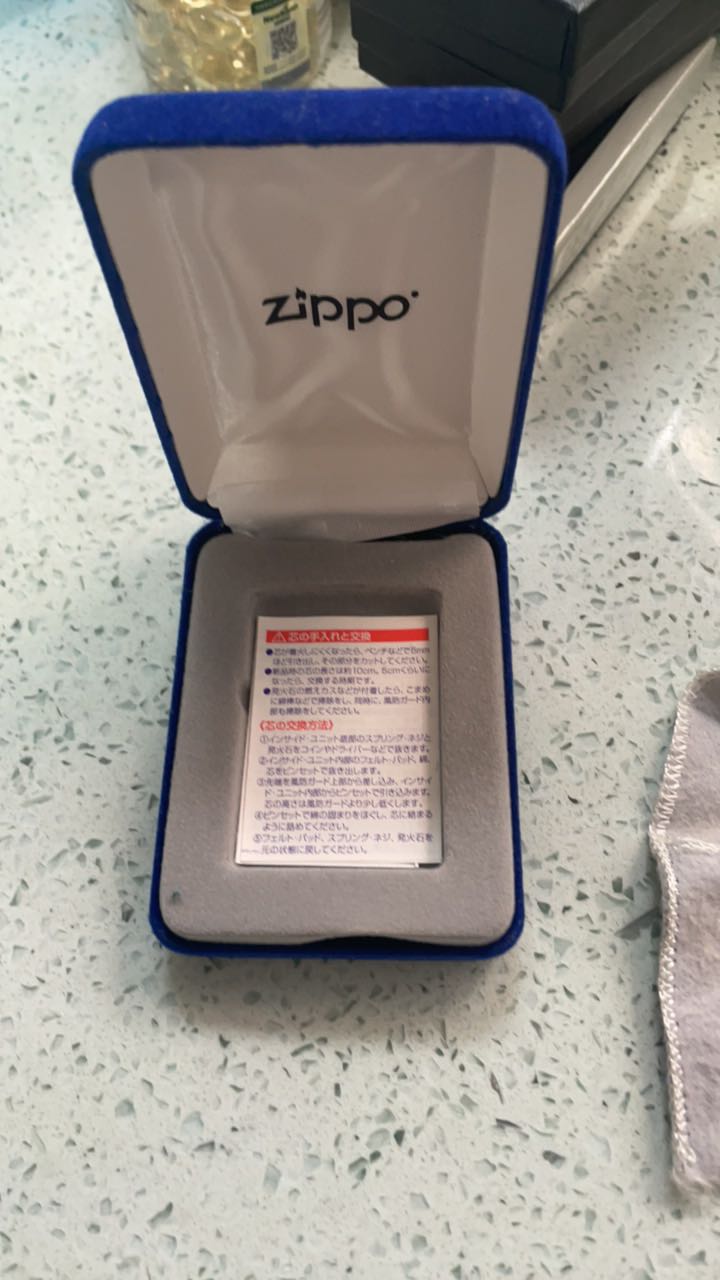 zippo
⚠芯の手入れと交換
●芯が着火しにくくなったら、ペンチなどで5mm
ほど引き出し、その部分をカットしてください。
●新品時の芯の長さは約10cm。5cmくらいに
なったら、交換する時期です。
●発火石の燃えカスなどが付着したら、こまめ
に綿棒などで掃除をし、同時に、風防ガード内
部も掃除をしてください。
《芯の交換方法》
①インサイド・ユニット底部のスプリング・ネジと
発火石をコインやドライバーなどで抜きます。
②インサイド・ユニット内部のフェルト・パッド、綿、
芯をピンセットで抜き出します。
③先端を風防ガード上部から差し込み、インサイ
ド・ユニット内部からピンセットで引き込みます。
芯の高さは風防ガードより少し低くします。
④ピンセットで綿の固まりをほぐし、芯に絡まる
ように詰めてください。
⑤フェルト・パッド、スプリング・ネジ、発火石を
元の状態に戻してください。